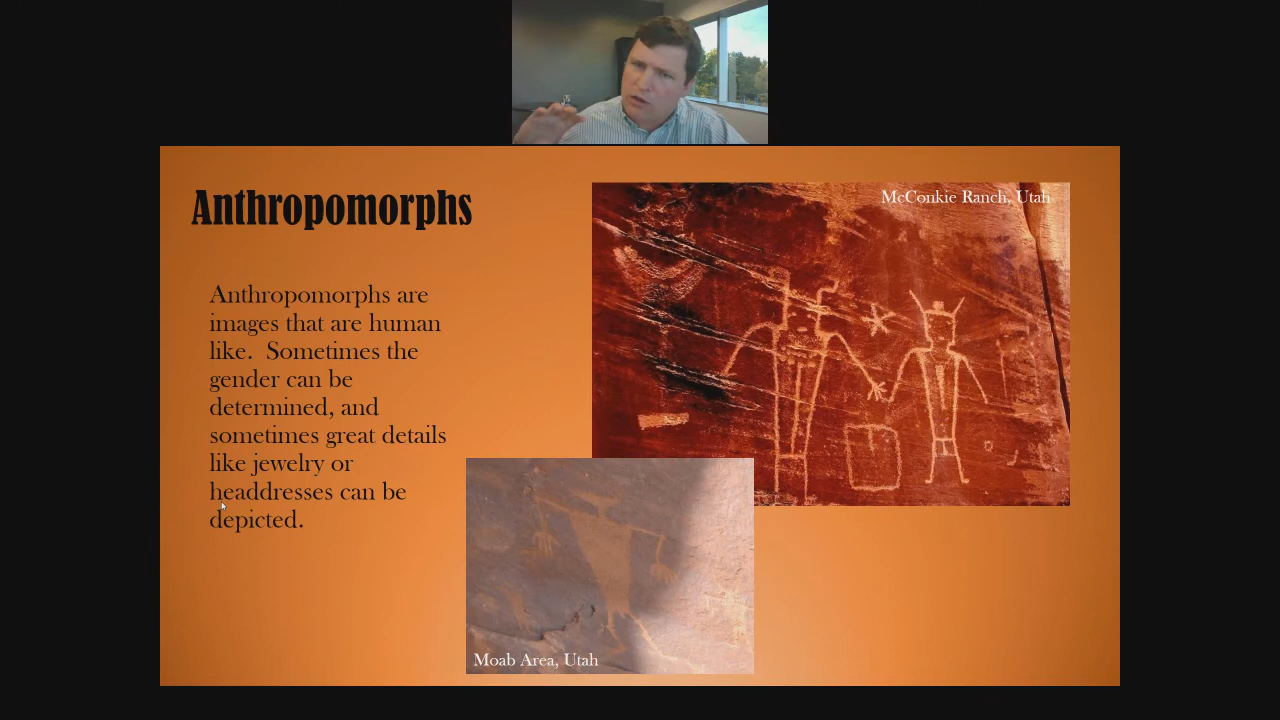 Anthropomorphs
McConkie Ranch, Utah
Anthropomorphs are
images that are human
like.  Sometimes the
gender can be
determined, and
sometimes great details
like jewelry or
headdresses can be
depicted.
Moab Area, Utah